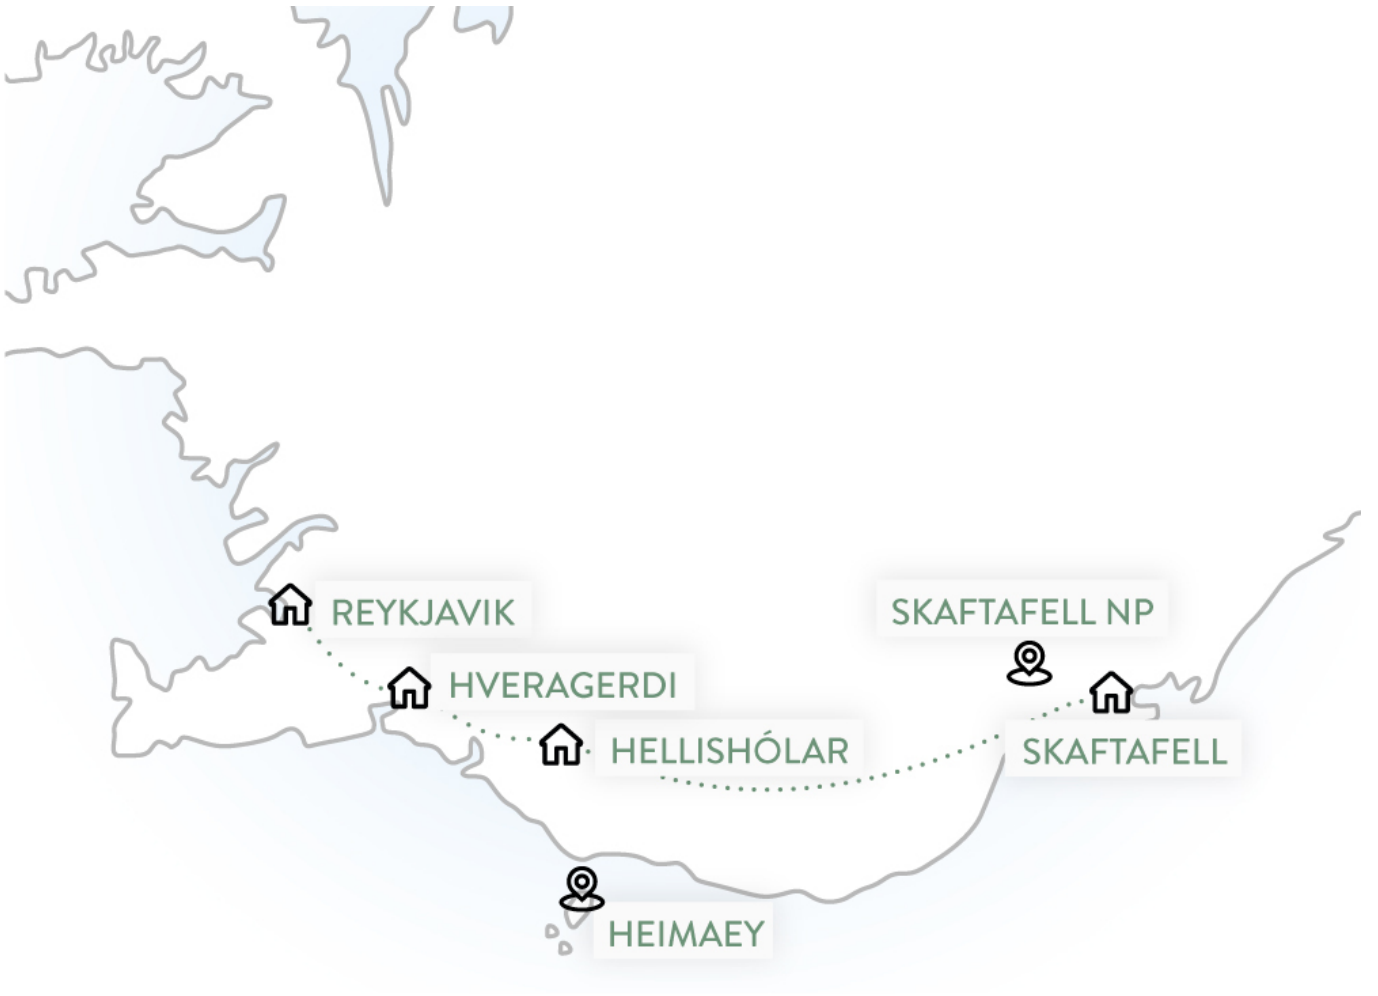 REYKJAVIK
SKAFTAFELL NP
HVERAGERDI
HELLISHÓLAR
SKAFTAFELL
HEIMAEY